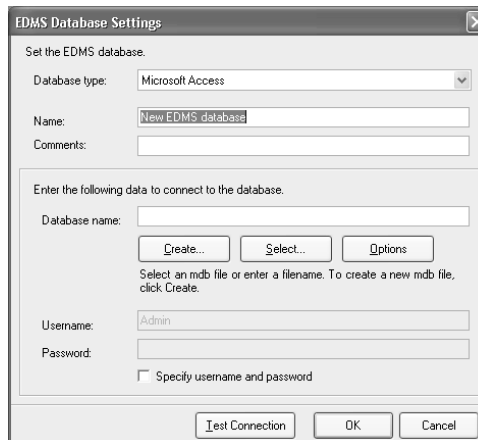 EDMS Database Settings
Set the EDMS database.
Database type: Microsoft Access
Name: New EDMS database
Comments:
Enter the following data to connect to the database.
Database name:
Create... Select... Options
Select an mdb file or enter a filename. To create a new mdb file,
click Create.
Username: Admin
Password:
Specify username and password
Test Connection OK Cancel